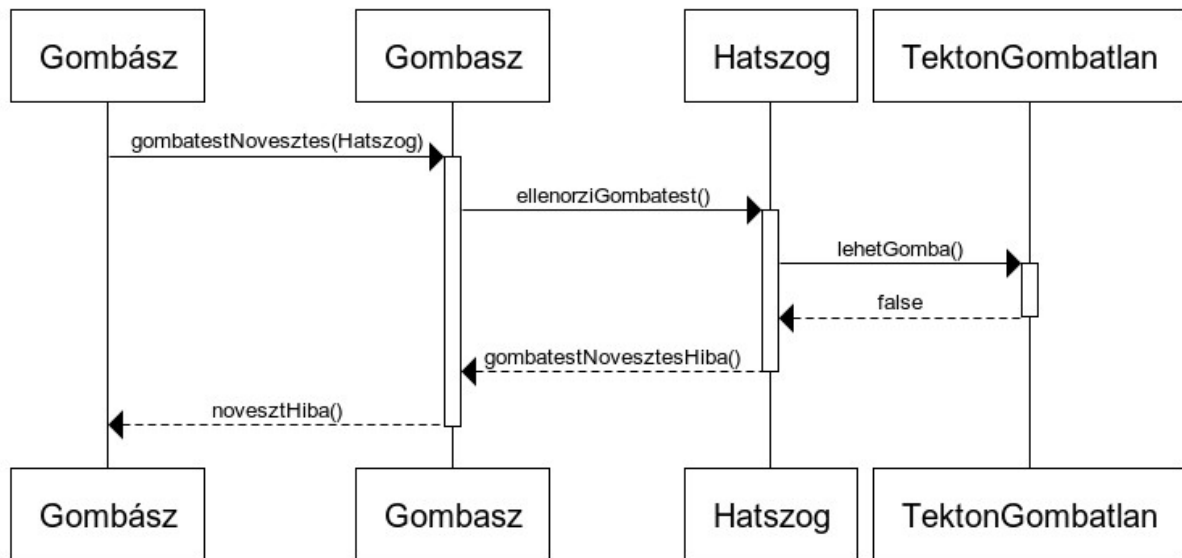 Gombász
Gombasz
Hatszog
TektonGombatlan
gombatestNovesztes(Hatszog)
ellenorziGombatest()
lehetGomba()
false
gombatestNovesztesHiba()
novesztHiba()
Gombász
Gombasz
Hatszog
TektonGombatlan